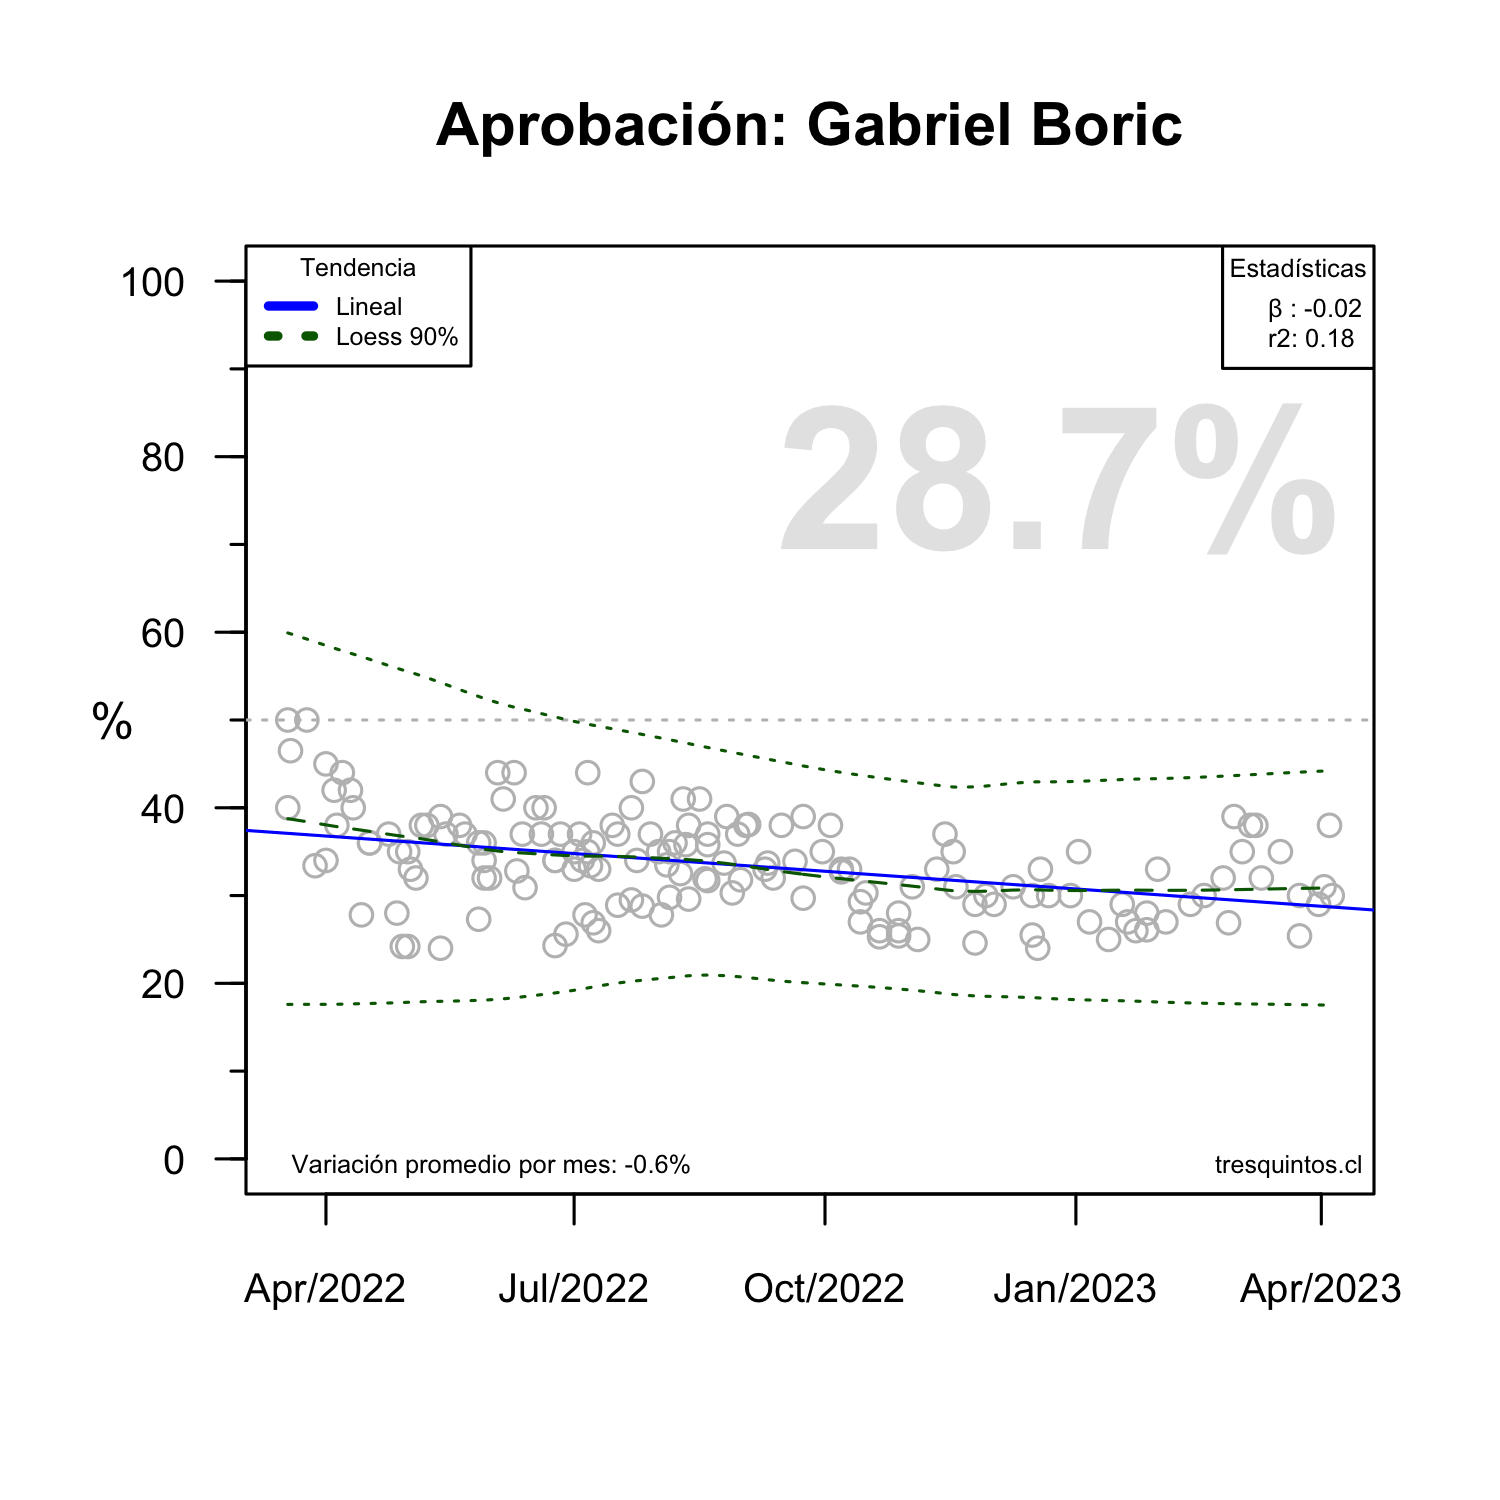 Aprobación: Gabriel Boric
Tendencia
Lineal
Loess 90%
Estadísticas
β : -0.02
r2: 0.18
28.7%
100
80
60
%
40
20
0
Variación promedio por mes: -0.6%
tresquintos.cl
Apr/2022
Jul/2022
Oct/2022
Jan/2023
Apr/2023